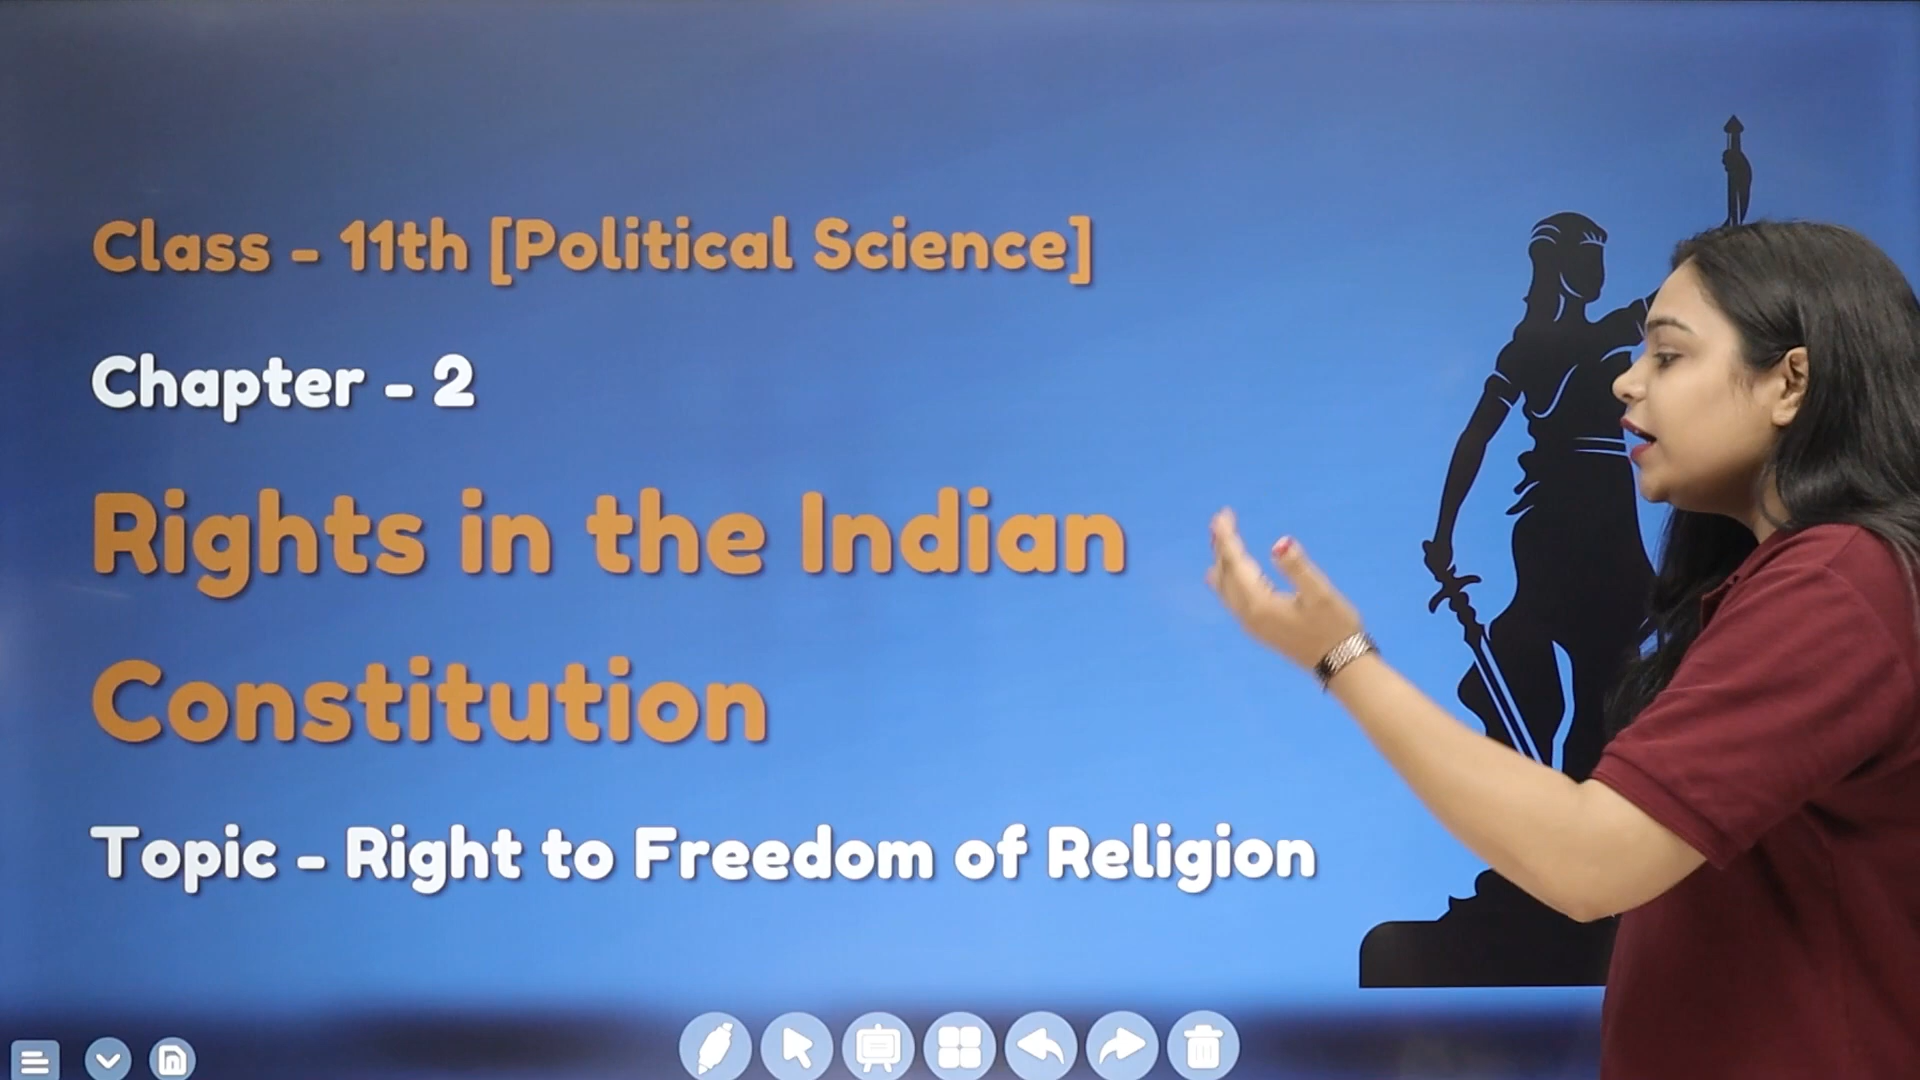 Class - 11th [Political Science]
Chapter - 2
Rights in the Indian
Constitution
Topic - Right to Freedom of Religion